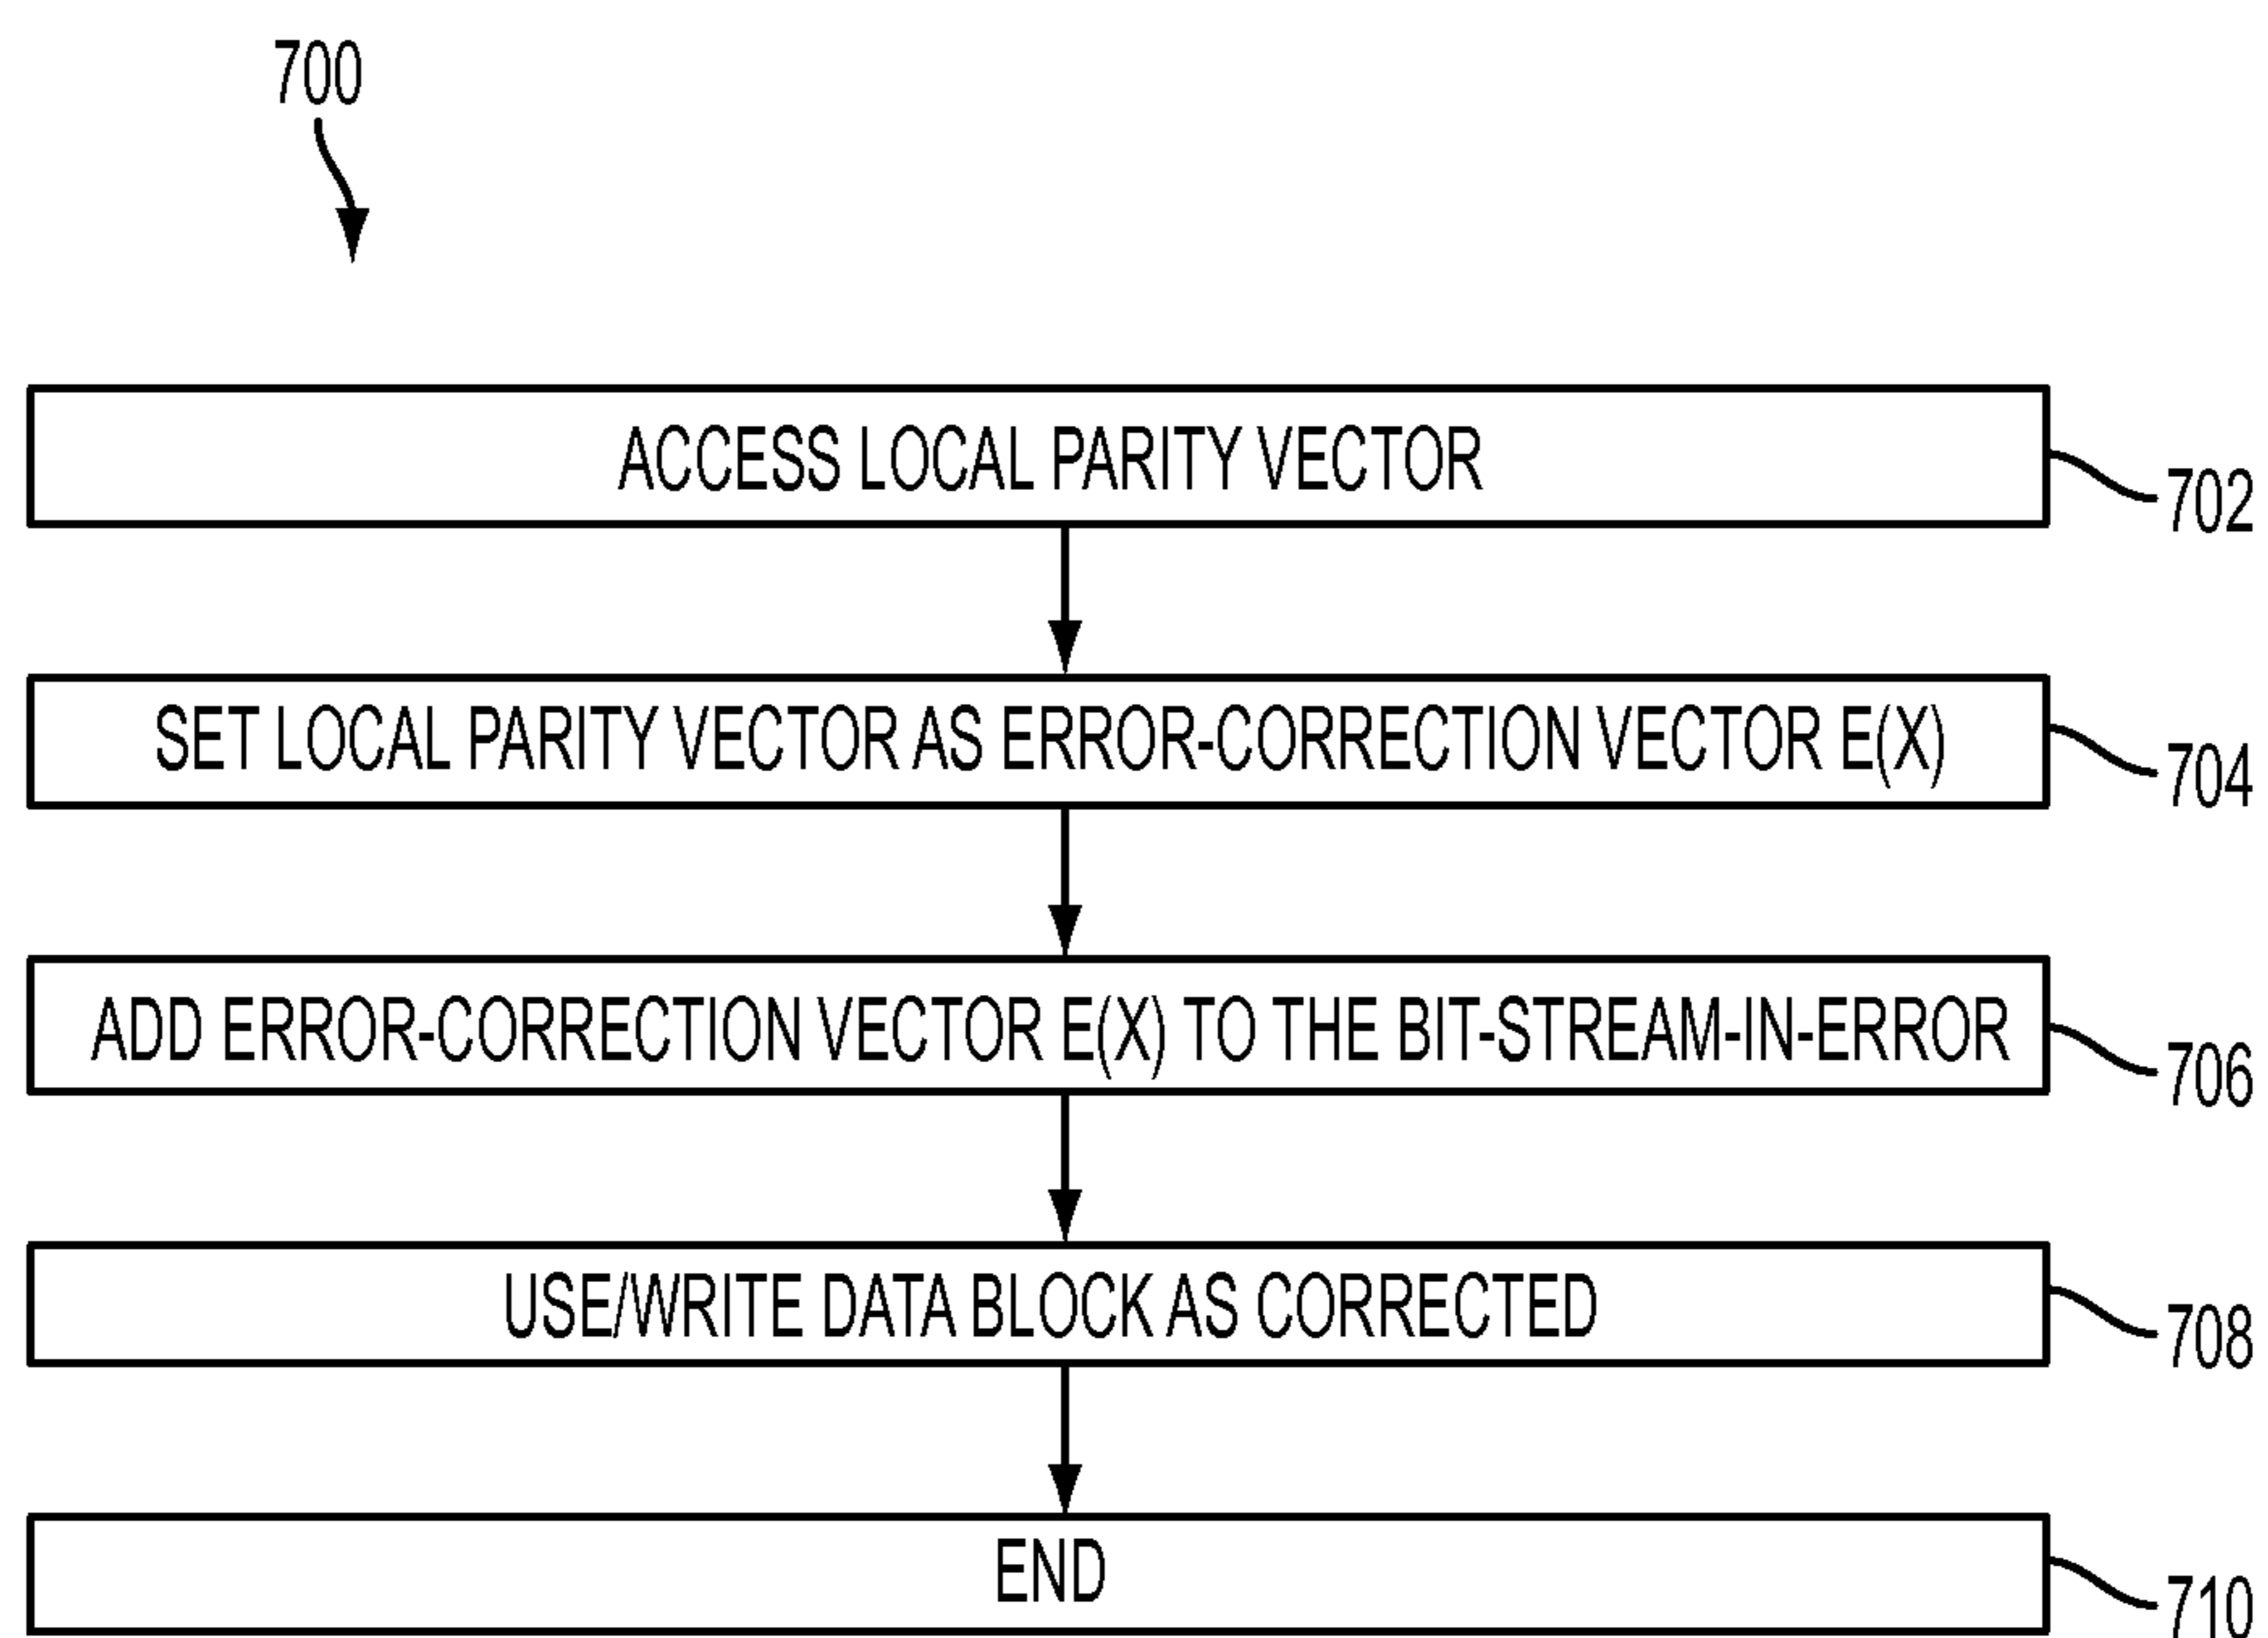 700
ACCESS LOCAL PARITY VECTOR
702
SET LOCAL PARITY VECTOR AS ERROR-CORRECTION VECTOR E(X)
704
ADD ERROR-CORRECTION VECTOR E(X) TO THE BIT-STREAM-IN-ERROR
706
USE/WRITE DATA BLOCK AS CORRECTED
708
END
710